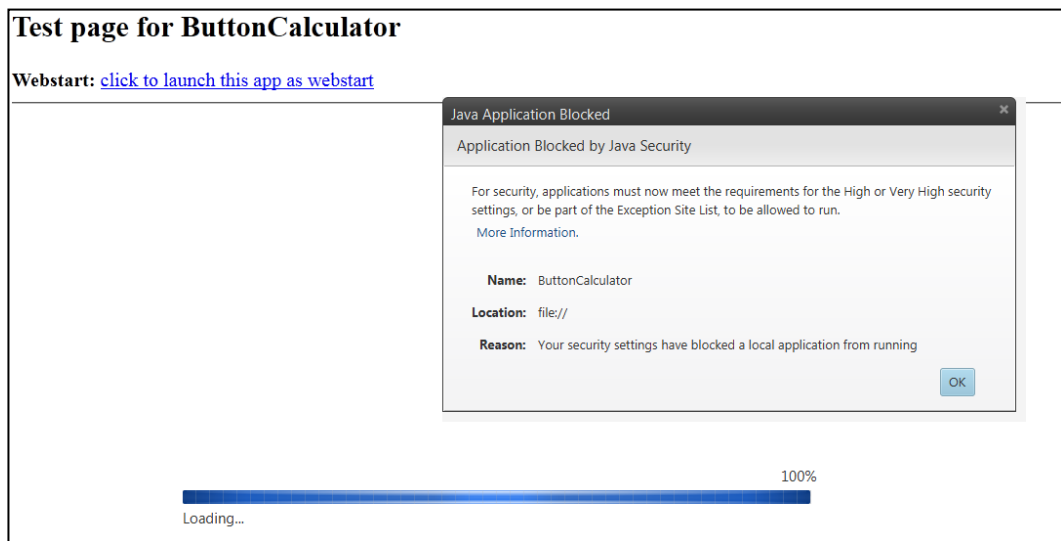 Test page for ButtonCalculator
Webstart: click to launch this app as webstart
Java Application Blocked
Application Blocked by Java Security
For security, applications must now meet the requirements for the High or Very High security
settings, or be part of the Exception Site List, to be allowed to run.
More Information.
Name: ButtonCalculator
Location: file://
Reason: Your security settings have blocked a local application from running
OK
100%
Loading...